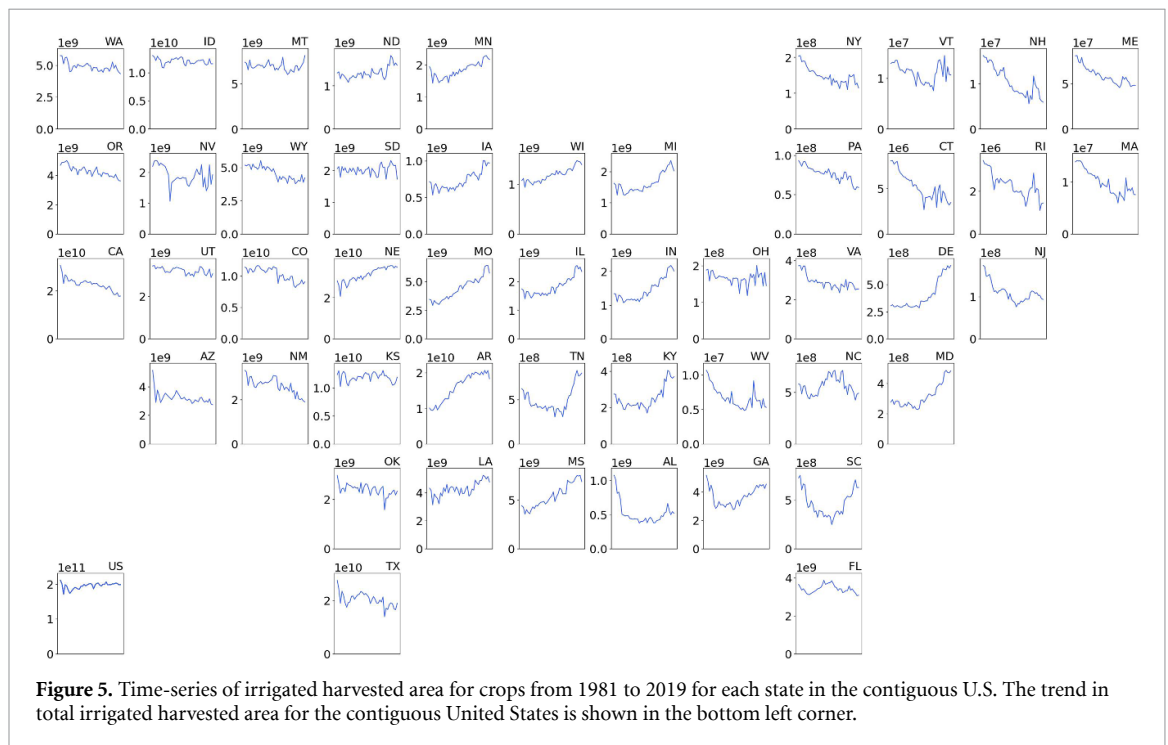 1e9 WA
5.0
2.5
0.0
1e10 ID
1.0
0.5
0.0
1e9 MT
5
0
1e9 ND
1
0
1e9 MN
2
1
0
1e8 NY
2
1
0
1e7 VT
1
0
1e7 NH
1
0
1e7 ME
5
0
1e9 OR
4
2
0
1e9 NV
2
1
0
1e9 WY
5.0
2.5
0.0
1e9 SD
2
1
0
1e9 IA
1.0
0.5
0.0
1e9 WI
1
0
1e9 MI
2
1
0
1e8 PA
1.0
0.5
0.0
1e6 CT
5
0
1e6 RI
2
0
1e7 MA
1
0
1e10 CA
2
0
1e9 UT
2
0
1e10 CO
1.0
0.5
0.0
1e10 NE
2
0
1e9 MO
5.0
2.5
0.0
1e9 IL
2
1
0
1e9 IN
2
1
0
1e8 OH
2
1
0
1e8 VA
4
2
0
1e8 DE
5.0
2.5
0.0
1e8 NJ
1
0
1e9 AZ
4
2
0
1e9 NM
2
0
1e10 KS
1.0
0.5
0.0
1e10 AR
2
1
0
1e8 TN
5
0
1e8 KY
4
2
0
1e7 WV
1.0
0.5
0.0
1e8 NC
5
0
1e8 MD
4
2
0
1e9 OK
2
0
1e9 LA
4
2
0
1e9 MS
5
0
1e9 AL
1.0
0.5
0.0
1e9 GA
4
2
0
1e8 SC
5
0
1e11 US
2
1
0
1e10 TX
2
0
1e9 FL
4
2
0
Figure 5. Time-series of irrigated harvested area for crops from 1981 to 2019 for each state in the contiguous U.S. The trend in
total irrigated harvested area for the contiguous United States is shown in the bottom left corner.